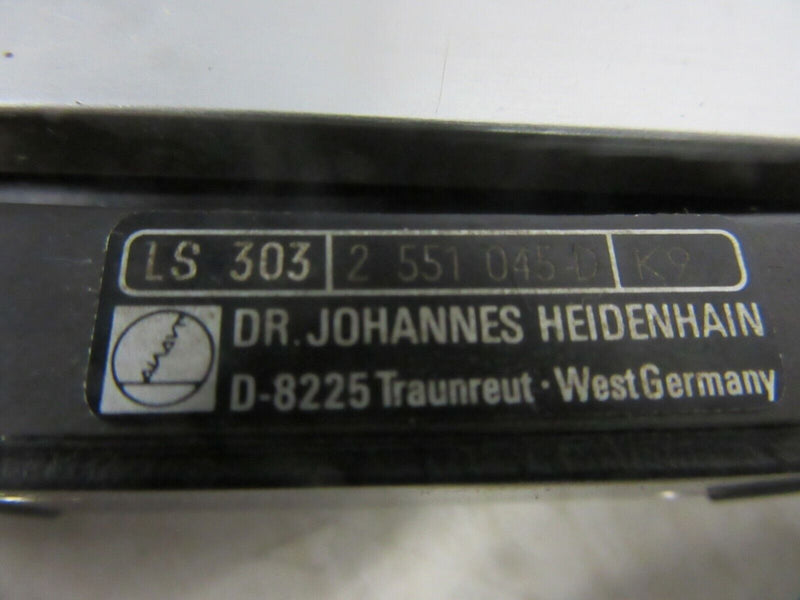 LS 303 2 551 045-D K9
DR. JOHANNES HEIDENHAIN
D-8225 Traunreut · West Germany